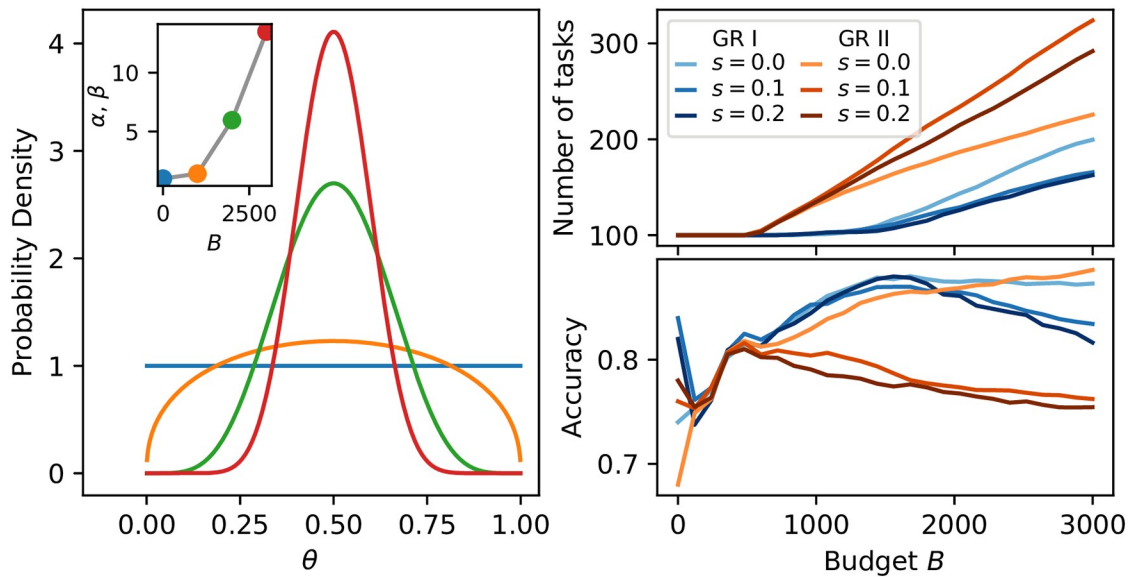 4
3
2
1
0
Probability Density
0.00 0.25 0.50 0.75 1.00
θ
10
5
α, β
0 2500
B
300
200
100
Number of tasks
GR I GR II
s = 0.0 s = 0.0
s = 0.1 s = 0.1
s = 0.2 s = 0.2
0.8
0.7
Accuracy
0 1000 2000 3000
Budget B